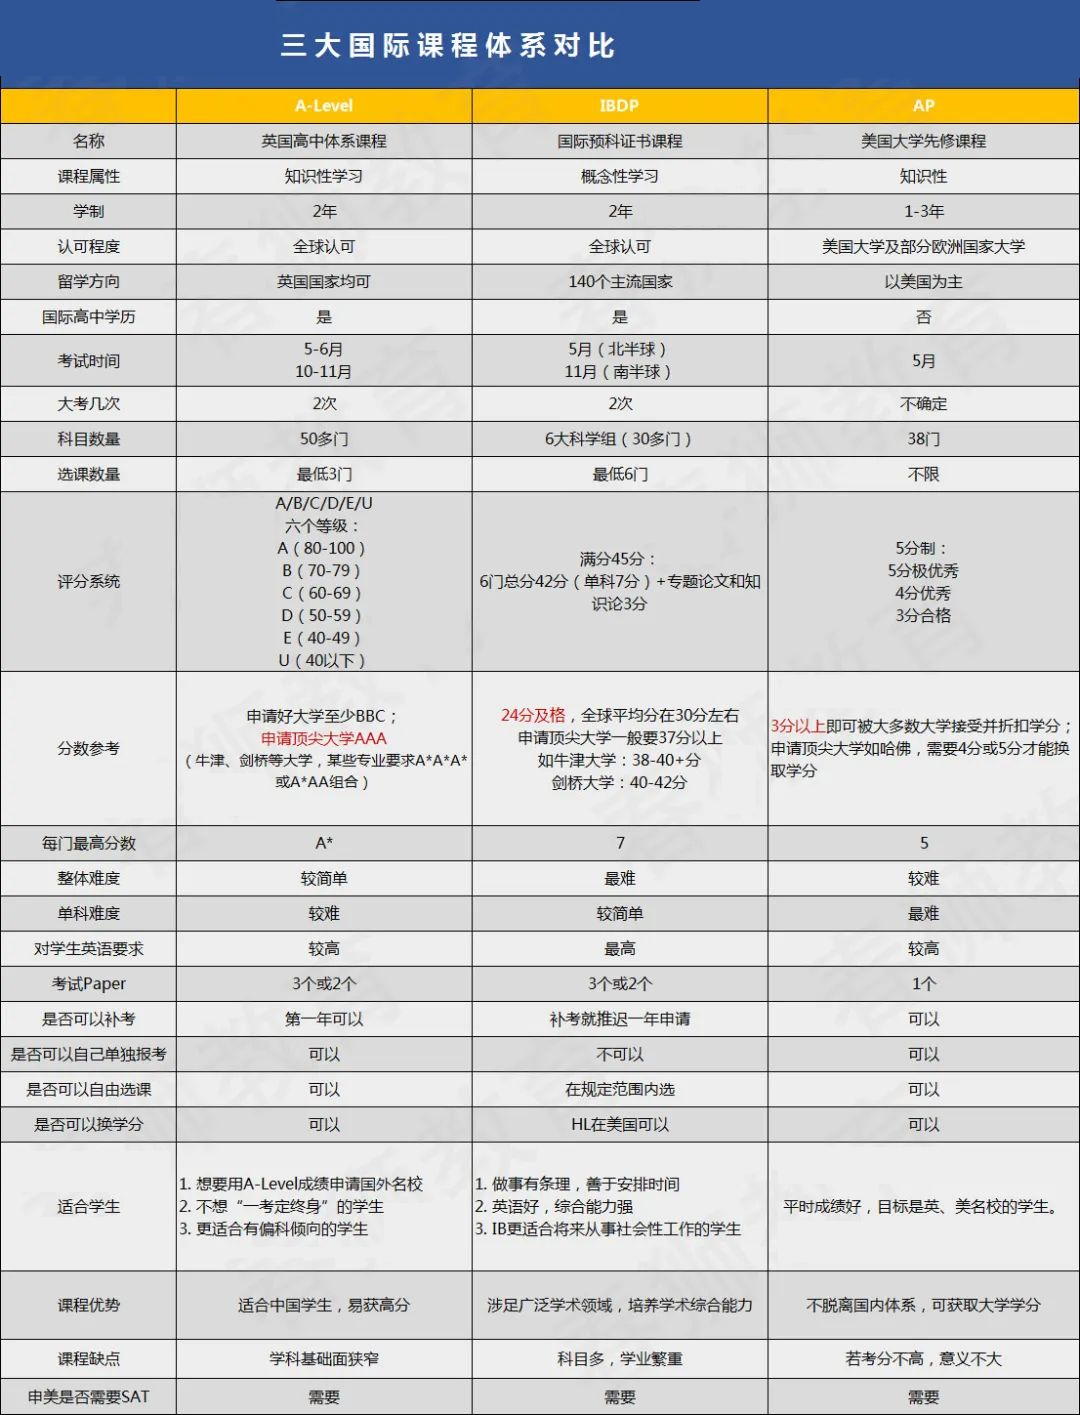 三大国际课程体系对比
A-Level IBDP AP
名称 英国高中体系课程 国际预科证书课程 美国大学先修课程
课程属性 知识性学习 概念性学习 知识性
学制 2年 2年 1-3年
认可程度 全球认可 全球认可 美国大学及部分欧洲国家大学
留学方向 英国国家均可 140个主流国家 以美国为主
国际高中学历 是 是 否
考试时间
5-6月
10-11月
5月（北半球）
11月（南半球）
5月
大考几次 2次 2次 不确定
科目数量 50多门 6大科学组（30多门） 38门
选课数量 最低3门 最低6门 不限
评分系统
A/B/C/D/E/U
六个等级：
A（80-100）
B（70-79）
C（60-69）
D（50-59）
E（40-49）
U（40以下）
满分45分：
6门总分42分（单科7分）+专题论文和知
识论3分
5分制：
5分极优秀
4分优秀
3分合格
分数参考
申请好大学至少BBC；
申请顶尖大学AAA
（牛津、剑桥等大学，某些专业要求A*A*A*
或A*AA组合）
24分及格，全球平均分在30分左右
申请顶尖大学一般要37分以上
如牛津大学：38-40+分
剑桥大学：40-42分
3分以上即可被大多数大学接受并折扣学分；
申请顶尖大学如哈佛，需要4分或5分才能换
取学分
每门最高分数 A* 7 5
整体难度 较简单 最难 较难
单科难度 较难 较简单 最难
对学生英语要求 较高 最高 较高
考试Paper 3个或2个 3个或2个 1个
是否可以补考 第一年可以 补考就推迟一年申请 可以
是否可以自己单独报考 可以 不可以 可以
是否可以自由选课 可以 在规定范围内选 可以
是否可以换学分 可以 HL在美国可以 可以
适合学生
1. 想要用A-Level成绩申请国外名校
2. 不想“一考定终身”的学生
3. 更适合有偏科倾向的学生
1. 做事有条理，善于安排时间
2. 英语好，综合能力强
3. IB更适合将来从事社会性工作的学生
平时成绩好，目标是英、美名校的学生。
课程优势 适合中国学生，易获高分 涉足广泛学术领域，培养学术综合能力 不脱离国内体系，可获取大学学分
课程缺点 学科基础面狭窄 科目多，学业繁重 若考分不高，意义不大
申美是否需要SAT 需要 需要 需要
春狮教育